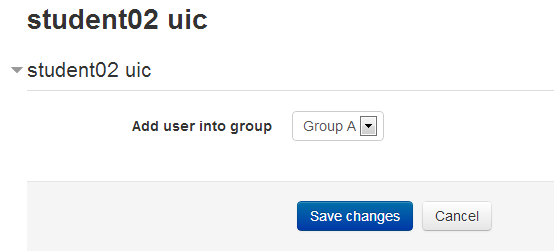 student02 uic
student02 uic
Add user into group Group A
Save changes Cancel